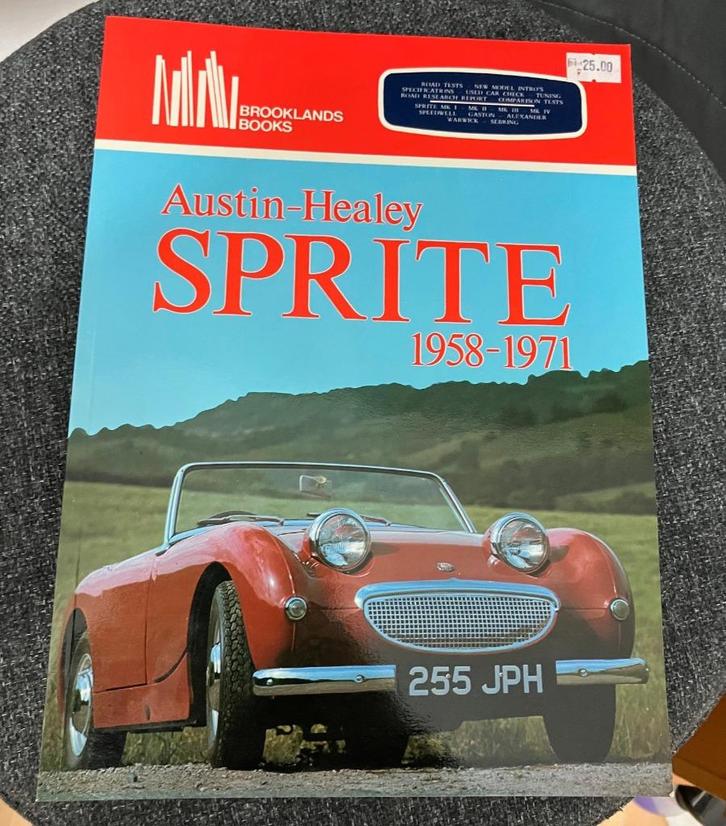 BROOKLANDS
BOOKS
ROAD TESTS NEW MODEL INTRO'S
SPECIFICATIONS USED CAR CHECK TUNING
ROAD RESEARCH REPORT COMPARISON TESTS
SPRITE MK I MK II MK III MK IV
SPEEDWELL GASTON - ALEXANDER
WARWICK - SEBRING
25.00
Austin-Healey
SPRITE
1958-1971
255 JPH